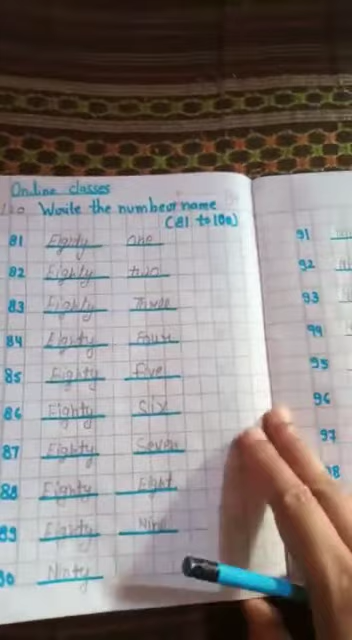 Online classes
Write the number name
(81 to 100)
81 Eighty one
82 Eighty two
83 Eighty Three
84 Eighty Four
85 Eighty five
86 Eighty Six
87 Eighty Seven
88 Eighty Eight
89 Eighty Nine
90 Ninty
91
92
93
94
95
96
97
98